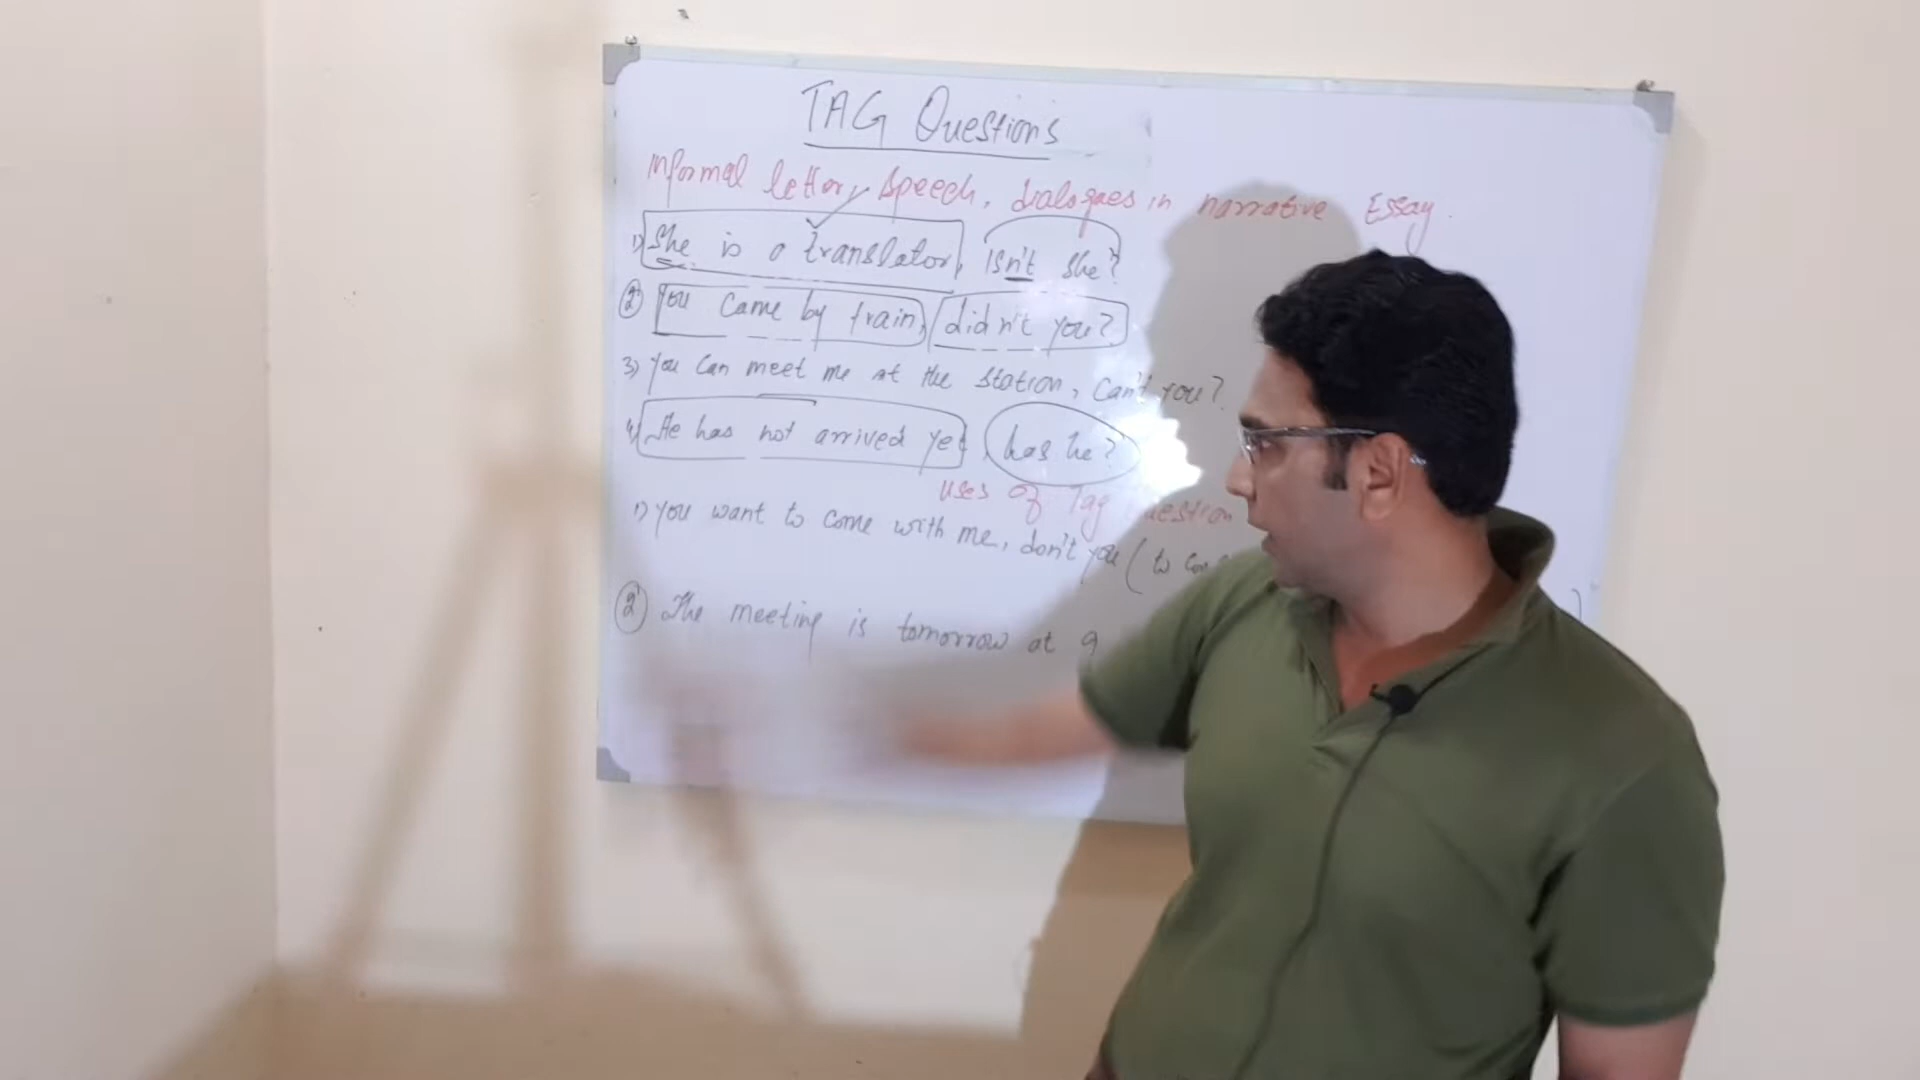 TAG Questions
Informal letter, Speech, dialogues in narrative Essay.
1) She is a translator, isn't she?
2 You came by train, didn't you?
3) You can meet me at the station, can't you?
4) He has not arrived yet, has he?
Uses of Tag Question
1) You want to come with me, don't you ( to
2 The meeting is tomorrow at 9